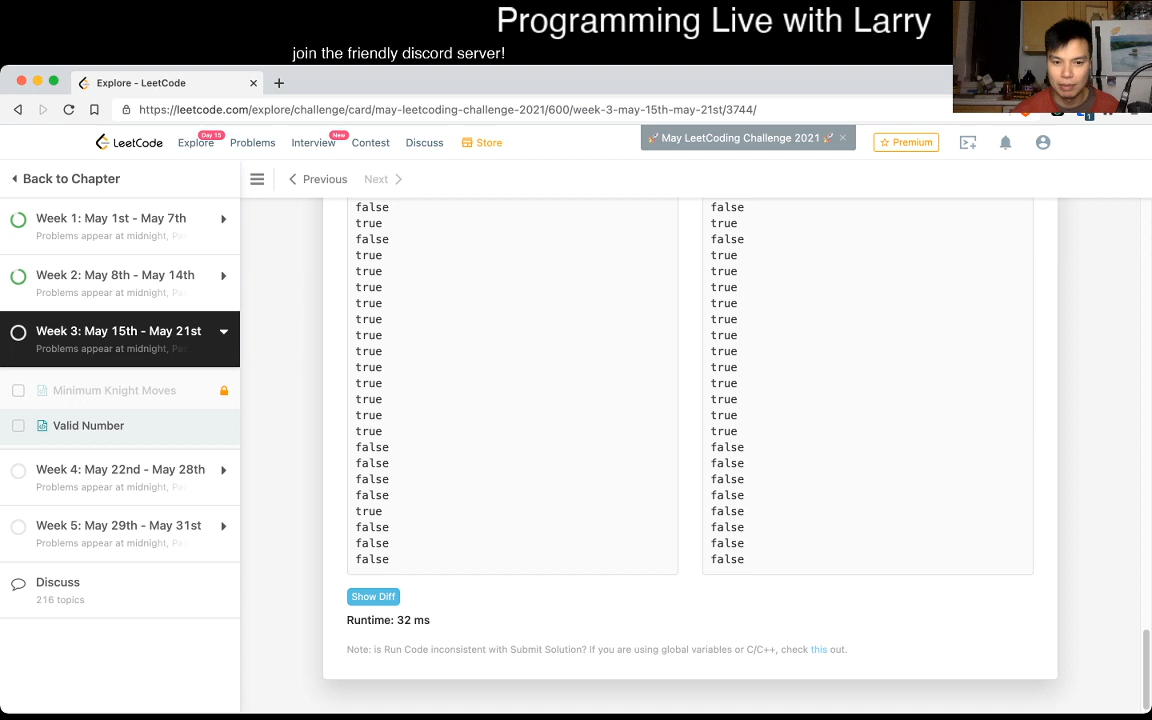 Programming Live with Larry
join the friendly discord server!
Explore - LeetCode
https://leetcode.com/explore/challenge/card/may-leetcoding-challenge-2021/600/week-3-may-15th-may-21st/3744/
LeetCode
Explore
Day 15
Problems
Interview
New
Contest
Discuss
Store
🚀 May LeetCoding Challenge 2021 🚀
Premium
1
Back to Chapter
Previous
Next
Week 1: May 1st - May 7th
Problems appear at midnight,
Week 2: May 8th - May 14th
Problems appear at midnight,
Week 3: May 15th - May 21st
Problems appear at midnight,
Minimum Knight Moves
Valid Number
Week 4: May 22nd - May 28th
Problems appear at midnight,
Week 5: May 29th - May 31st
Problems appear at midnight,
Discuss
216 topics
false
true
false
true
true
true
true
true
true
true
true
true
true
true
true
false
false
false
false
true
false
false
false
false
true
false
true
true
true
true
true
true
true
true
true
true
true
true
false
false
false
false
false
false
false
false
Show Diff
Runtime: 32 ms
Note: is Run Code inconsistent with Submit Solution? If you are using global variables or C/C++, check this out.